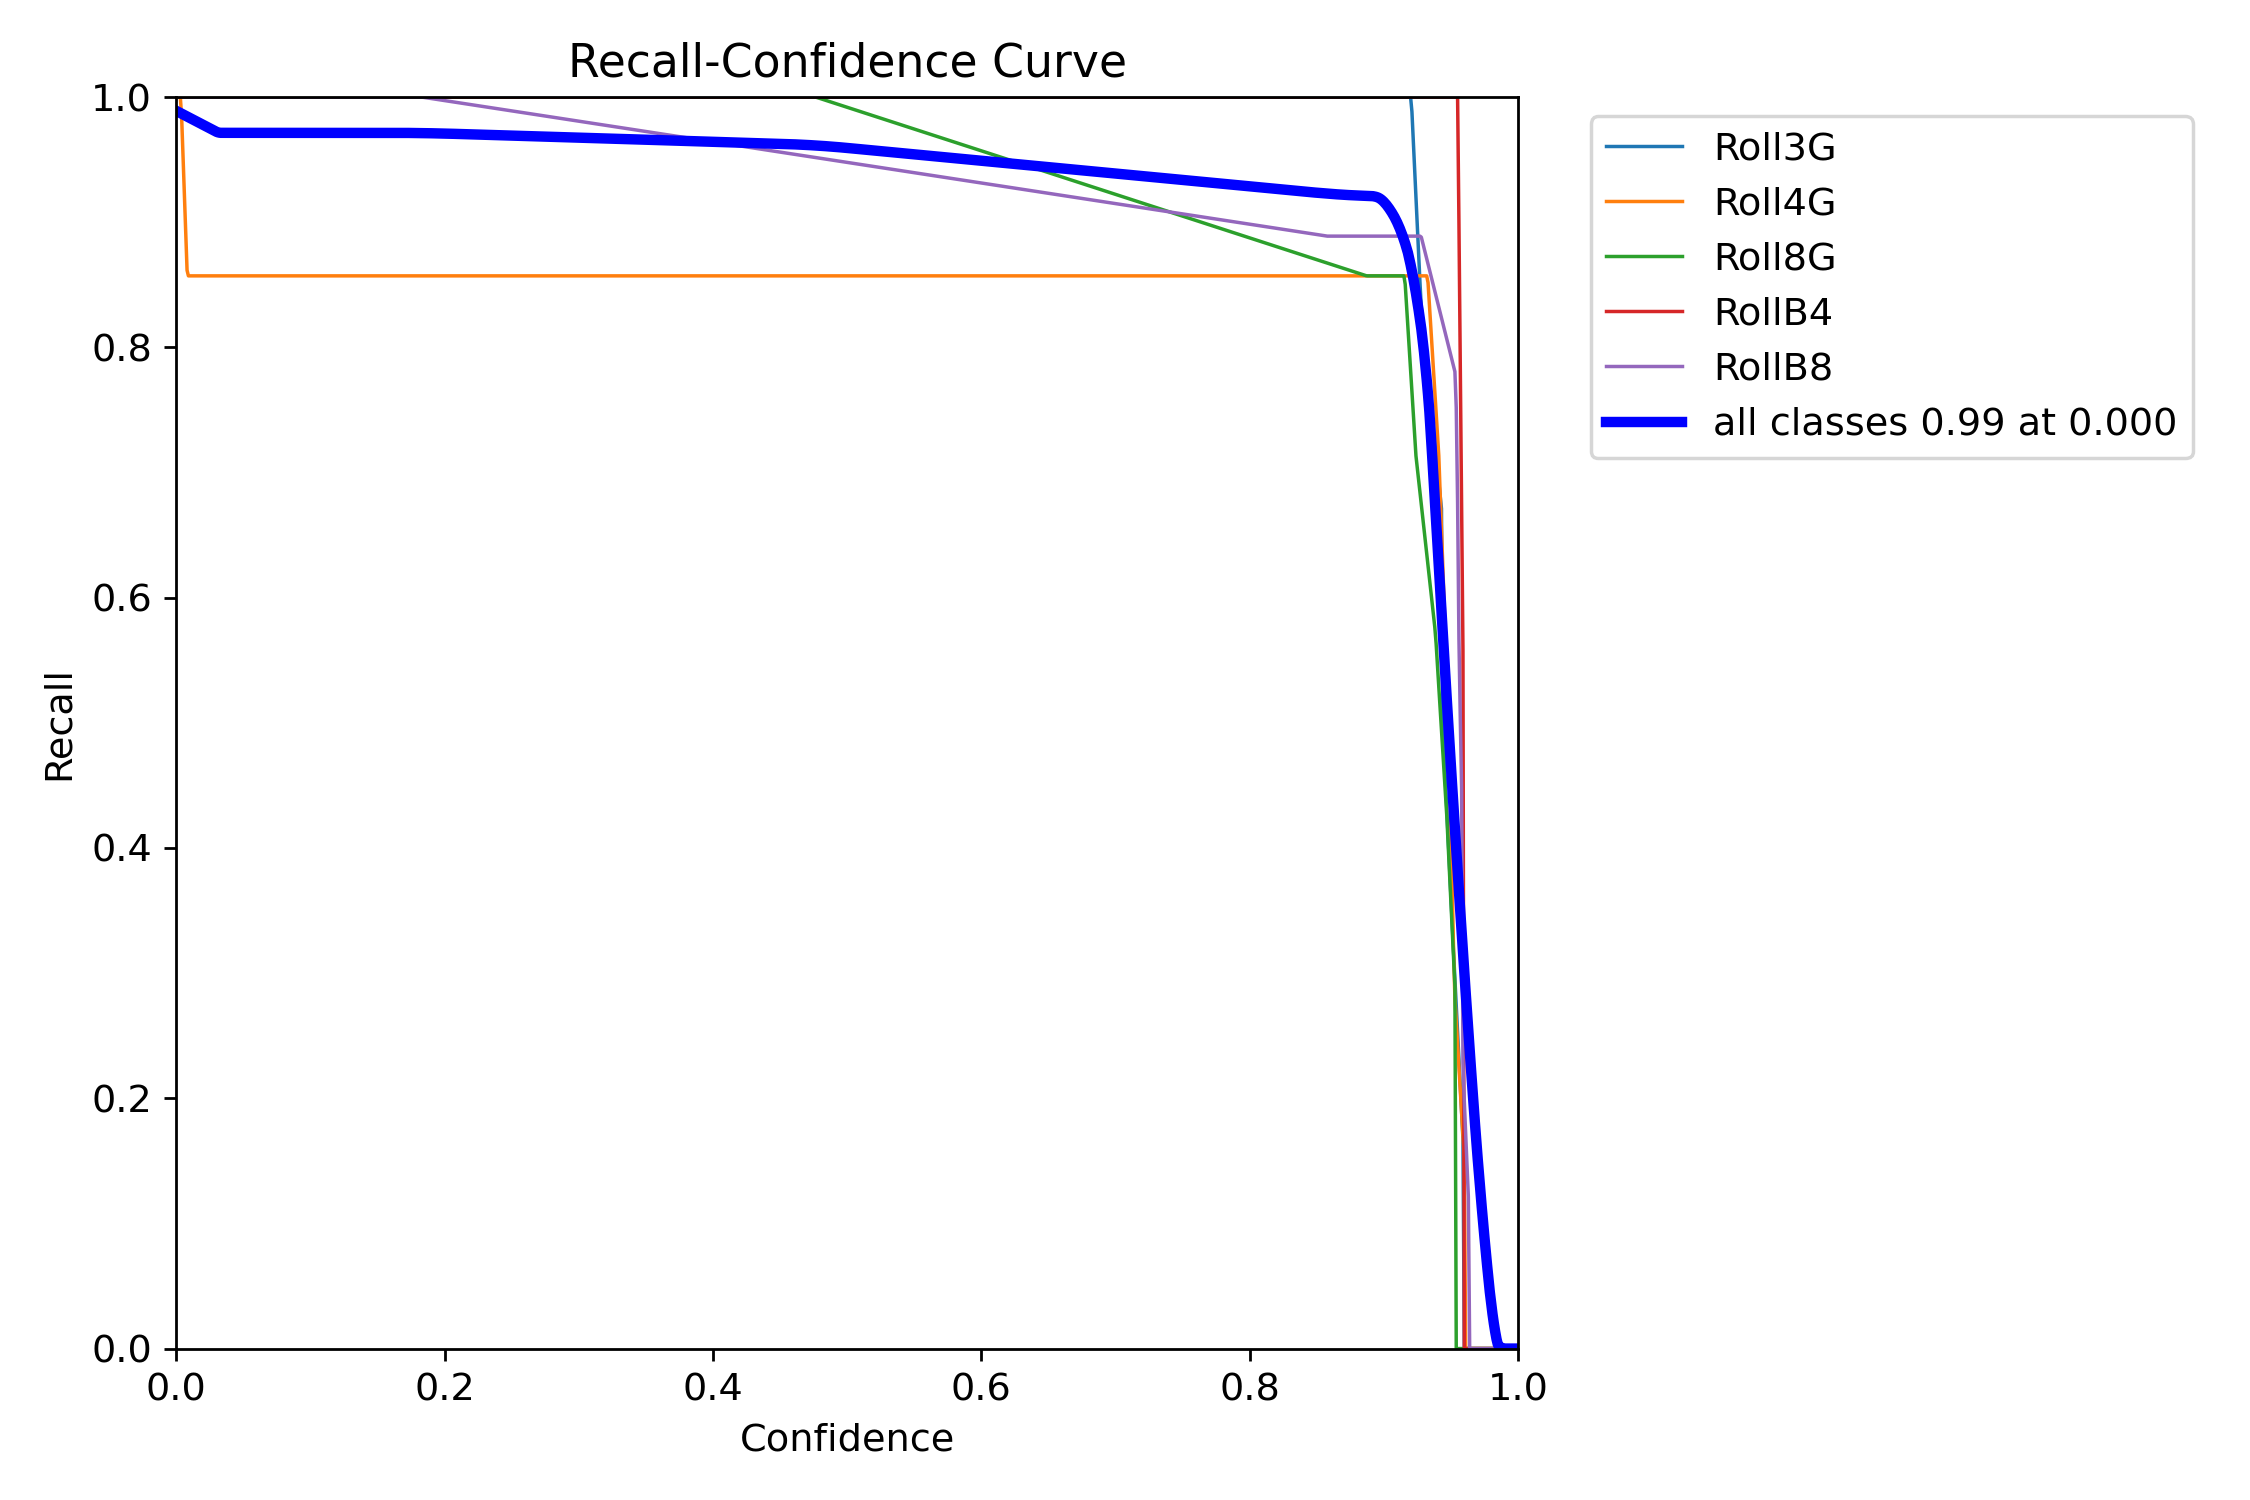 Recall-Confidence Curve
1.0
0.8
0.6
0.4
0.2
0.0
Recall
0.0 0.2 0.4 0.6 0.8 1.0
Confidence
Roll3G
Roll4G
Roll8G
RollB4
RollB8
all classes 0.99 at 0.000